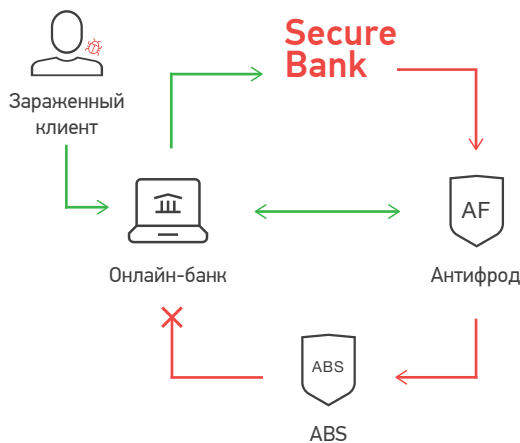 Secure
Bank
Зараженный
клиент
AF
Онлайн-банк
Антифрод
ABS
ABS